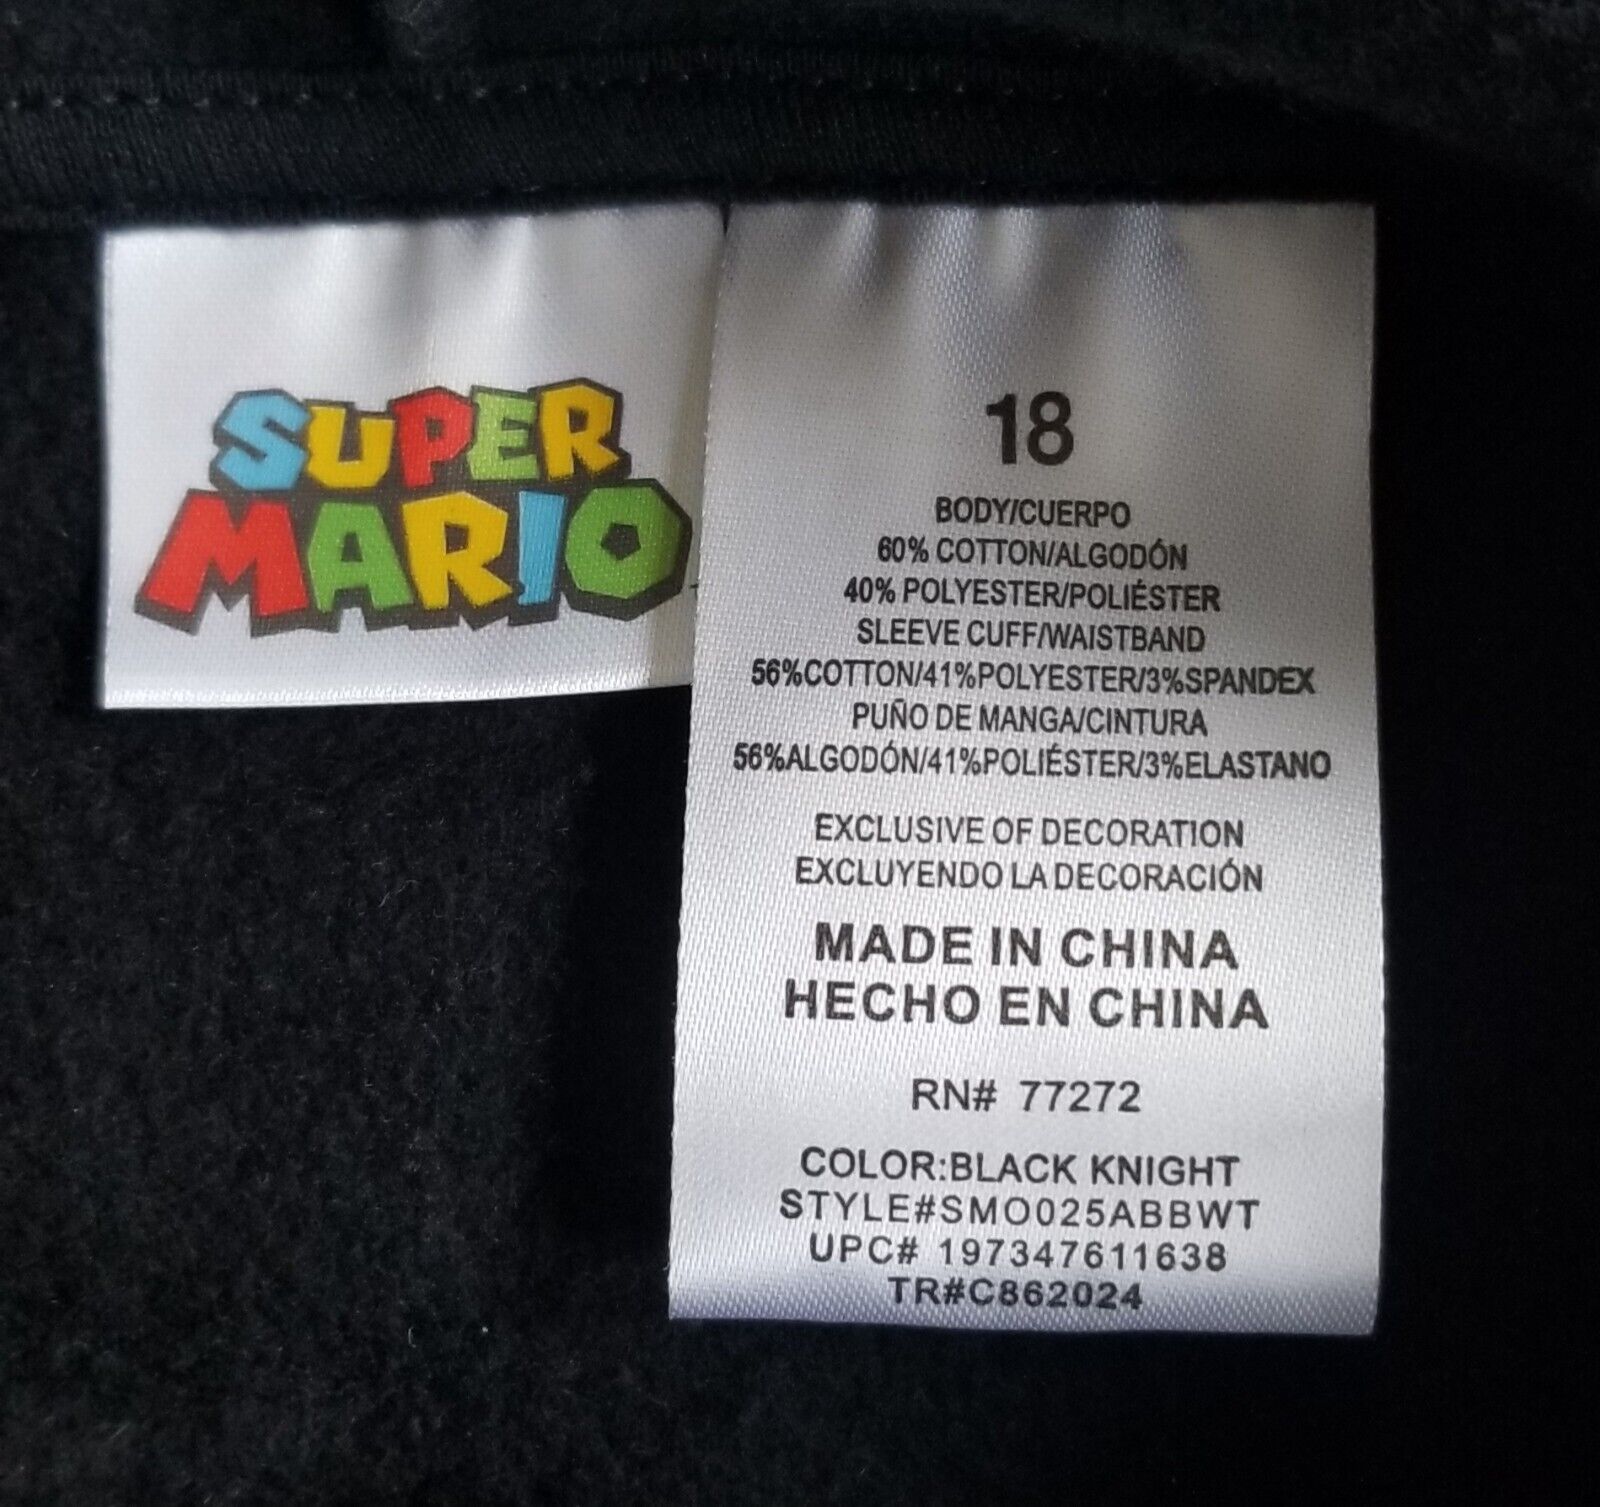 SUPER
MARIO
18
BODY/CUERPO
60% COTTON/ALGODÓN
40% POLYESTER/POLIÉSTER
SLEEVE CUFF/WAISTBAND
56%COTTON/41%POLYESTER/3%SPANDEX
PUÑO DE MANGA/CINTURA
56%ALGODÓN/41%POLIÉSTER/3%ELASTANO
EXCLUSIVE OF DECORATION
EXCLUYENDO LA DECORACIÓN
MADE IN CHINA
HECHO EN CHINA
RN# 77272
COLOR:BLACK KNIGHT
STYLE#SMO025ABBWT
UPC# 197347611638
TR#C862024